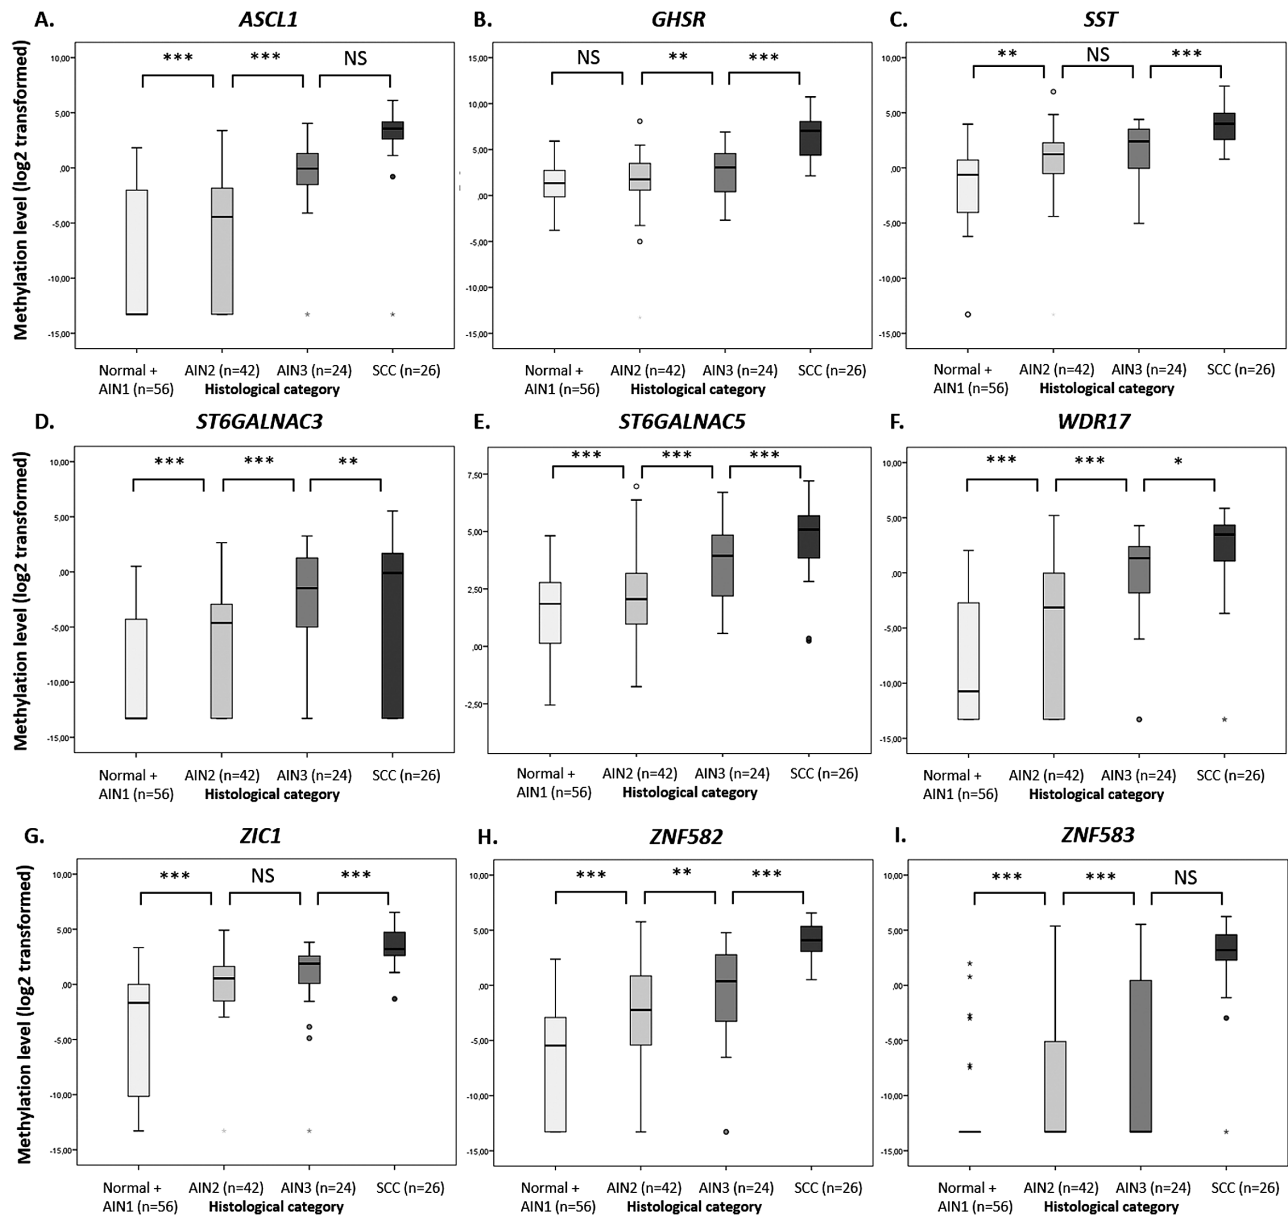 A. ASCL1
*** *** NS
Methylation level (log2 transformed)
10,00
5,00
,00
-5,00
-10,00
-15,00
Normal + AIN2 (n=42) AIN3 (n=24) SCC (n=26)
AIN1 (n=56) Histological category
B. GHSR
NS ** ***
15,00
10,00
5,00
,00
-5,00
-10,00
-15,00
Normal + AIN2 (n=42) AIN3 (n=24) SCC (n=26)
AIN1 (n=56) Histological category
C. SST
** NS ***
10,00
5,00
,00
-5,00
-10,00
-15,00
Normal + AIN2 (n=42) AIN3 (n=24) SCC (n=26)
AIN1 (n=56) Histological category
D. ST6GALNAC3
*** *** **
Methylation level (log2 transformed)
10,00
5,00
,00
-5,00
-10,00
-15,00
Normal + AIN2 (n=42) AIN3 (n=24) SCC (n=26)
AIN1 (n=56) Histological category
E. ST6GALNAC5
*** *** ***
7,50
5,00
2,50
,00
-2,50
Normal + AIN2 (n=42) AIN3 (n=24) SCC (n=26)
AIN1 (n=56) Histological category
F. WDR17
*** *** *
10,00
5,00
,00
-5,00
-10,00
-15,00
Normal + AIN2 (n=42) AIN3 (n=24) SCC (n=26)
AIN1 (n=56) Histological category
G. ZIC1
*** NS ***
Methylation level (log2 transformed)
10,00
5,00
,00
-5,00
-10,00
-15,00
Normal + AIN2 (n=42) AIN3 (n=24) SCC (n=26)
AIN1 (n=56) Histological category
H. ZNF582
*** ** ***
10,00
5,00
,00
-5,00
-10,00
-15,00
Normal + AIN2 (n=42) AIN3 (n=24) SCC (n=26)
AIN1 (n=56) Histological category
I. ZNF583
*** *** NS
10,00
5,00
,00
-5,00
-10,00
-15,00
Normal + AIN2 (n=42) AIN3 (n=24) SCC (n=26)
AIN1 (n=56) Histological category